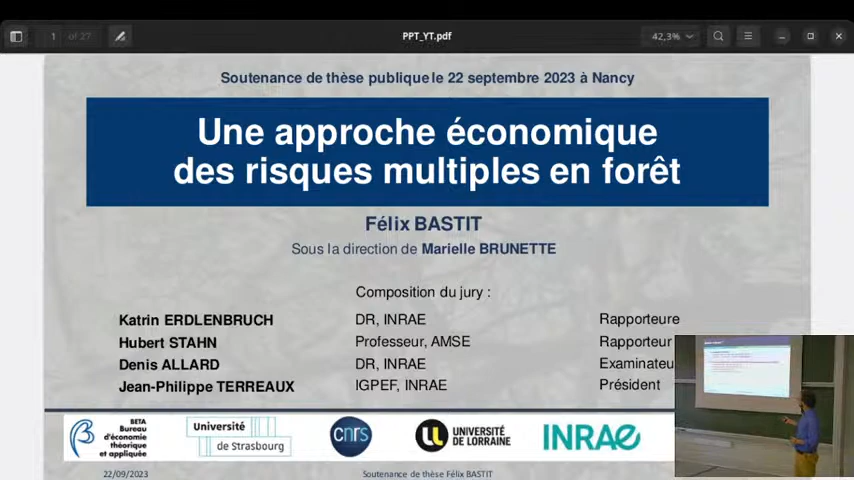 1 of 27
PPT_YT.pdf
42,3%
Soutenance de thèse publique le 22 septembre 2023 à Nancy
Une approche économique
des risques multiples en forêt
Félix BASTIT
Sous la direction de Marielle BRUNETTE
Composition du jury :
Katrin ERDLENBRUCH DR, INRAE Rapporteure
Hubert STAHN Professeur, AMSE Rapporteur
Denis ALLARD DR, INRAE Examinateu
Jean-Philippe TERREAUX IGPEF, INRAE Président
BETA
Bureau
d'économie
théorique
et appliquée
Université
de Strasbourg
cnrs
UNIVERSITÉ
DE LORRAINE
INRAE
22/09/2023 Soutenance de thèse Félix BASTIT